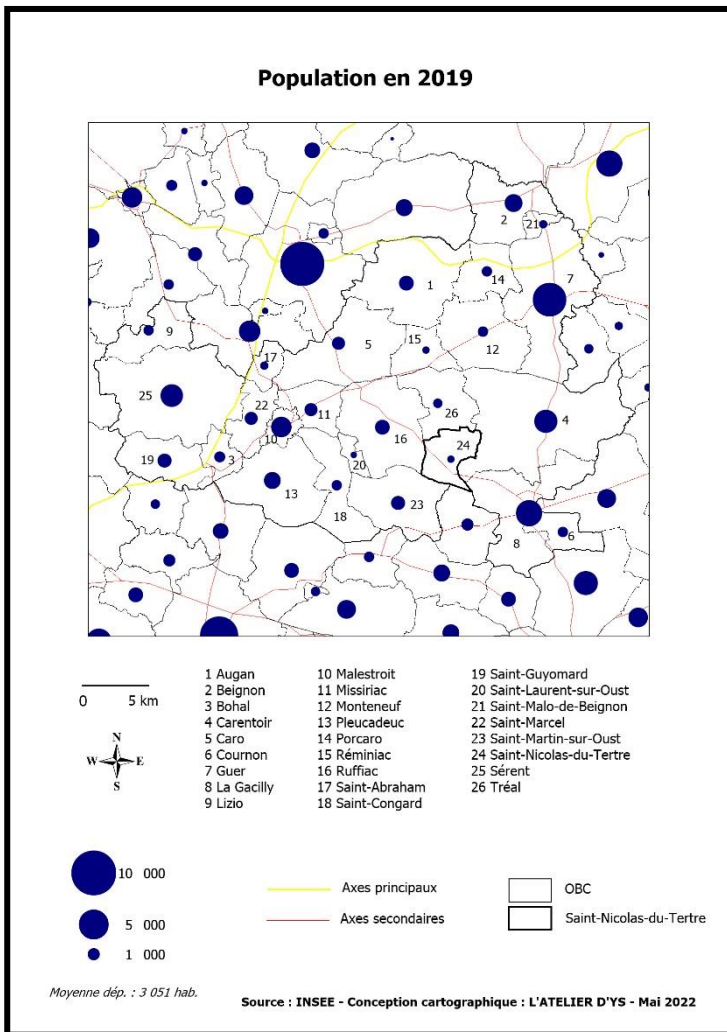 Population en 2019
2
21
1
14
7
9
5
15
12
17
25
22
11
26
4
10
16
24
19
3
20
13
18
23
8
6
0 5 km
N
W E
S
1 Augan
2 Beignon
3 Bohal
4 Carentoir
5 Caro
6 Cournon
7 Guer
8 La Gacilly
9 Lizio
10 Malestroit
11 Missiriac
12 Monteneuf
13 Pleucadeuc
14 Porcaro
15 Réminiac
16 Ruffiac
17 Saint-Abraham
18 Saint-Congard
19 Saint-Guyomard
20 Saint-Laurent-sur-Oust
21 Saint-Malo-de-Beignon
22 Saint-Marcel
23 Saint-Martin-sur-Oust
24 Saint-Nicolas-du-Tertre
25 Sérent
26 Tréal
10 000
5 000
1 000
Axes principaux
Axes secondaires
OBC
Saint-Nicolas-du-Tertre
Moyenne dép. : 3 051 hab.
Source : INSEE - Conception cartographique : L'ATELIER D'YS - Mai 2022